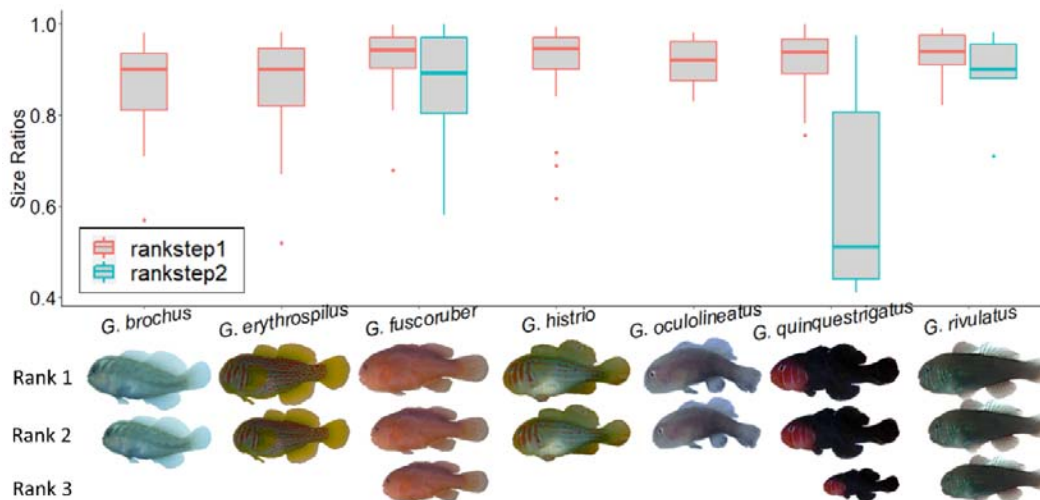 1.0
0.8
0.6
0.4
Size Ratios
rankstep1
rankstep2
G. brochus G. erythrospilus G. fuscoruber G. histrio G. oculolineatus G. quinquestrigatus G. rivulatus
Rank 1
Rank 2
Rank 3